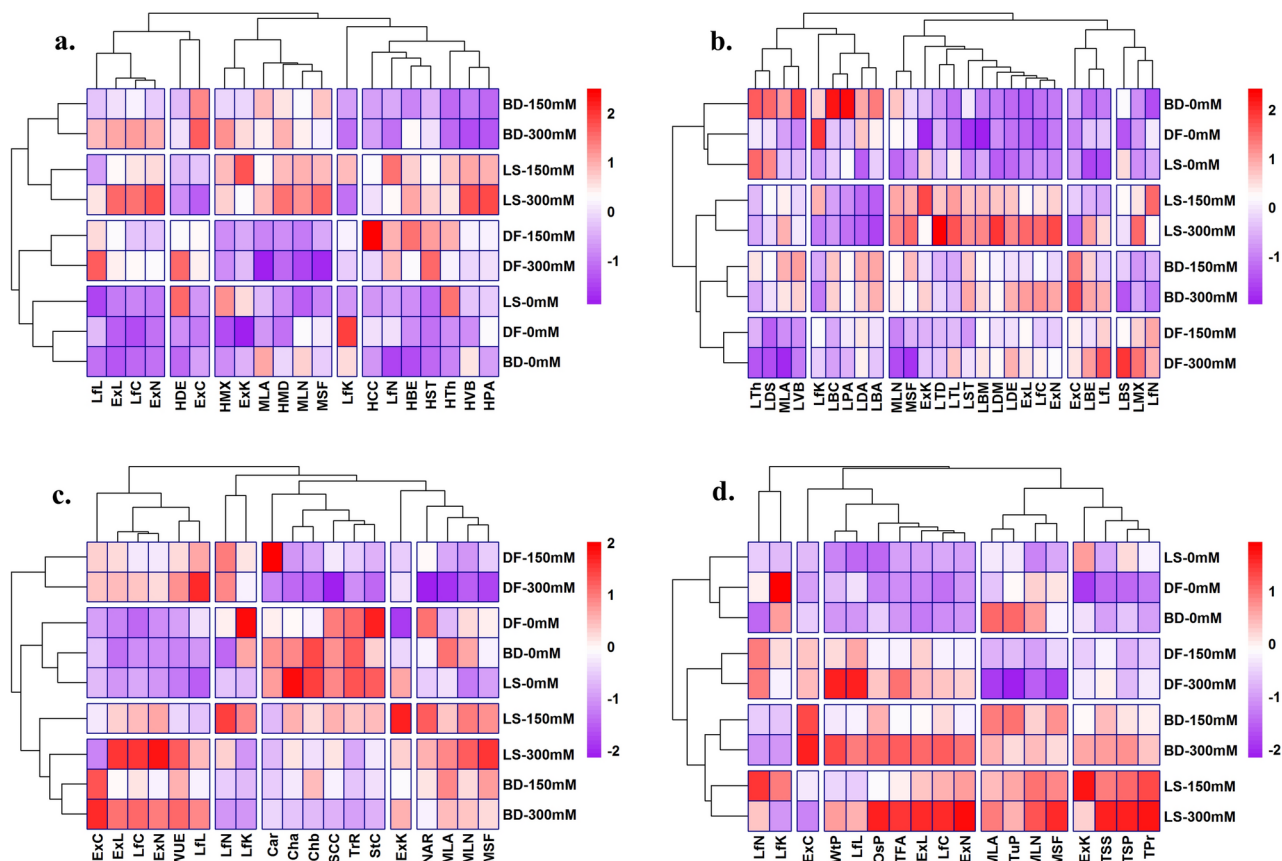 a.
BD-150mM
BD-300mM
LS-150mM
LS-300mM
DF-150mM
DF-300mM
LS-0mM
DF-0mM
BD-0mM
2
1
0
-1
LfL ExL LfC ExN HDE ExC HMX ExK MLA HMD MLN MSF LfK HCC LfN HBE HST HTh HVB HPA
b.
BD-0mM
DF-0mM
LS-0mM
LS-150mM
LS-300mM
BD-150mM
BD-300mM
DF-150mM
DF-300mM
2
1
0
-1
LTh LDS MLA LVB LfK LBC LPA LDA LBA MLN MSF ExK LTD LTL LST LBM LDM LDE ExL LfC ExN ExC LBE LfL LBS LMX LfN
c.
DF-150mM
DF-300mM
DF-0mM
BD-0mM
LS-0mM
LS-150mM
LS-300mM
BD-150mM
BD-300mM
2
1
0
-1
-2
ExC ExL LfC ExN WUE LfL LfN LfK Car Cha Chb SCC TrR StC ExK NAR MLA MLN MSF
d.
LS-0mM
DF-0mM
BD-0mM
DF-150mM
DF-300mM
BD-150mM
BD-300mM
LS-150mM
LS-300mM
1
0
-1
-2
LfN LfK ExC WtP LfL OsP TFA ExL LfC ExN MLA TuP MLN MSF ExK TSS TSP TPr